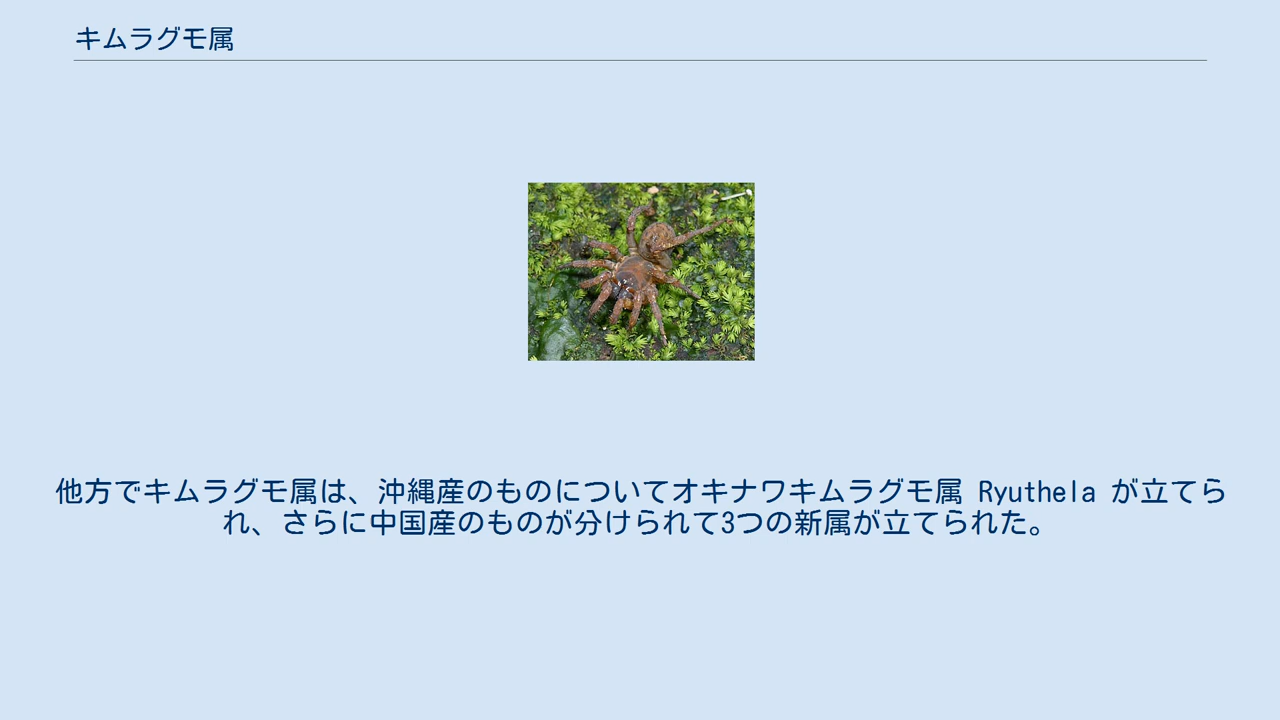 キムラグモ属
他方でキムラグモ属は、沖縄産のものについてオキナワキムラグモ属 Ryuthela が立てら
れ、さらに中国産のものが分けられて3つの新属が立てられた。